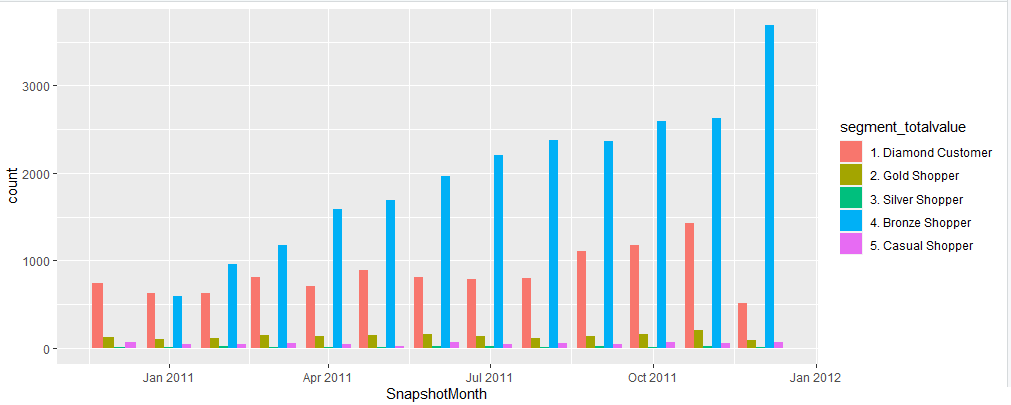 3000
2000
1000
0
count
Jan 2011
Apr 2011
Jul 2011
Oct 2011
Jan 2012
SnapshotMonth
segment_totalvalue
1. Diamond Customer
2. Gold Shopper
3. Silver Shopper
4. Bronze Shopper
5. Casual Shopper